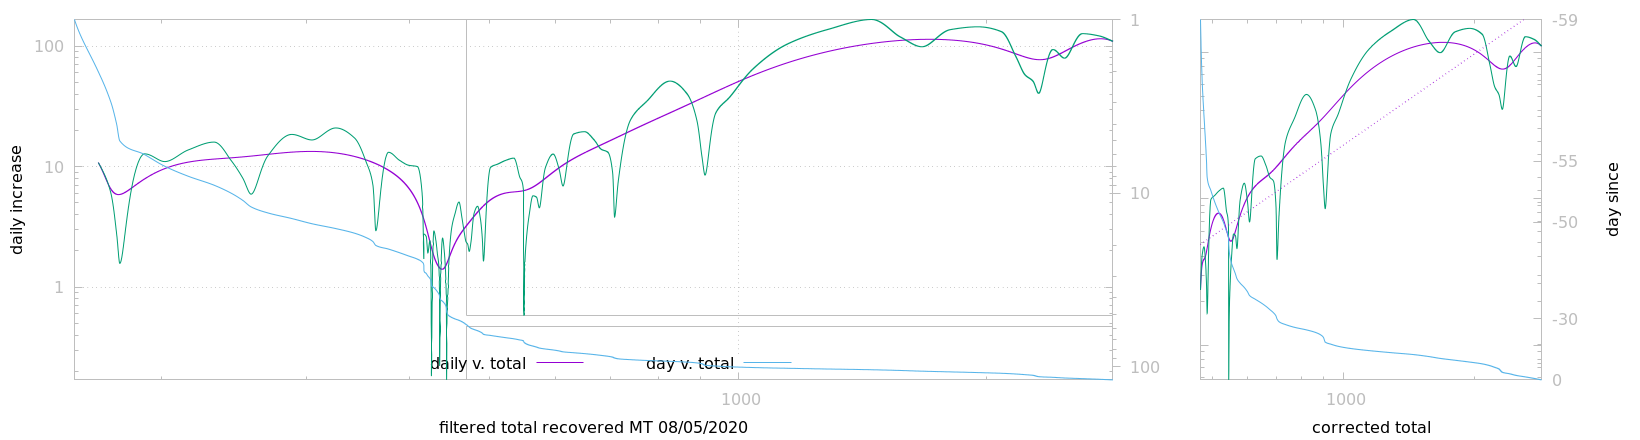 100
10
1
daily increase
daily v. total
day v. total
1000
filtered total recovered MT 08/05/2020
1
10
100
1000
corrected total
-59
-55
-50
-30
0
day since